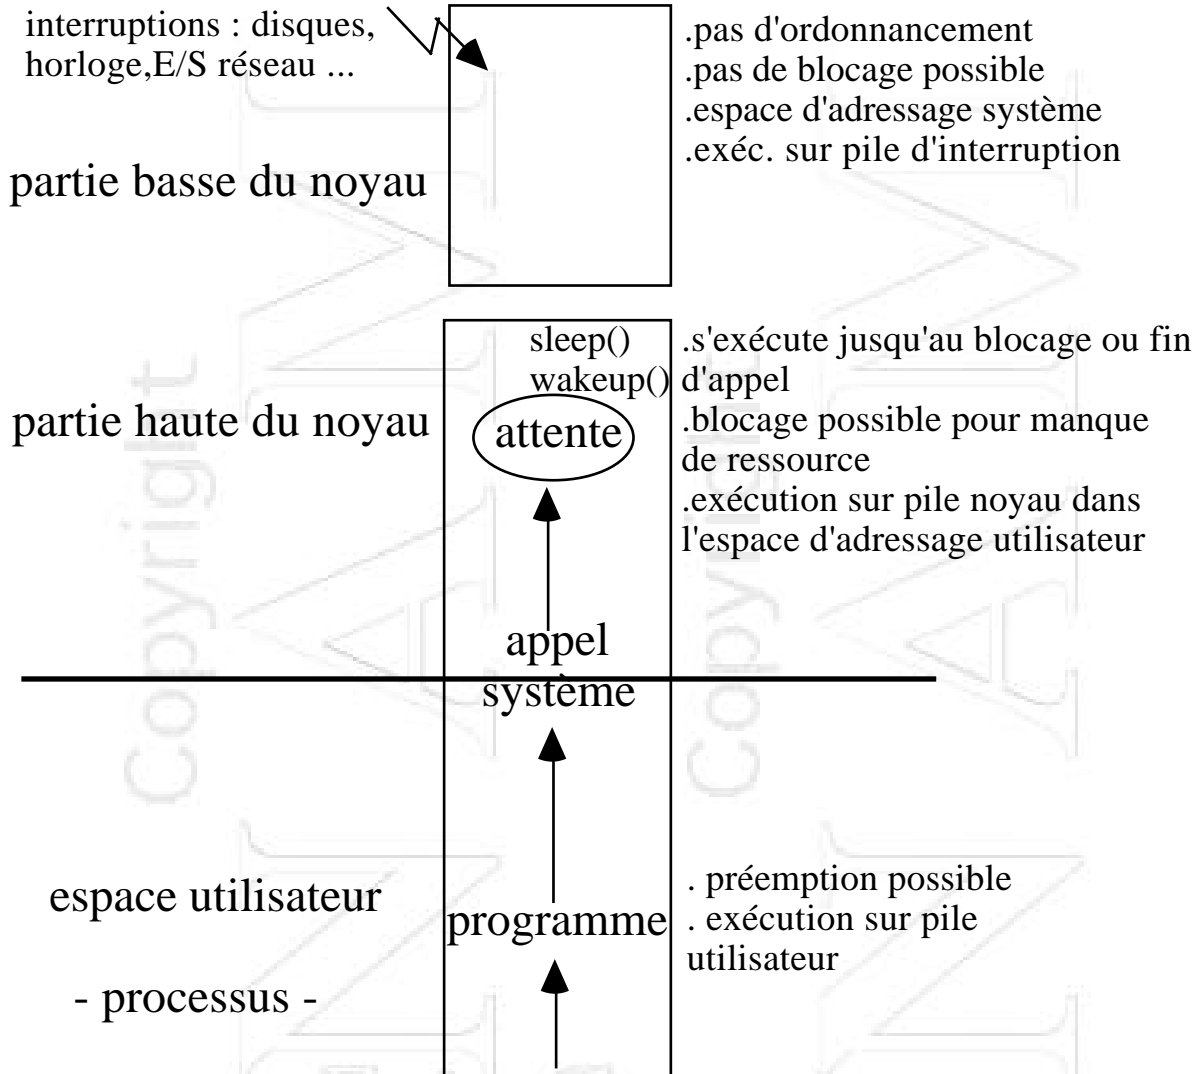 interruptions : disques,
horloge,E/S réseau ...
.pas d'ordonnancement
.pas de blocage possible
.espace d'adressage système
.exéc. sur pile d'interruption
partie basse du noyau
sleep()
wakeup()
.s'exécute jusqu'au blocage ou fin
d'appel
partie haute du noyau
attente
.blocage possible pour manque
de ressource
.exécution sur pile noyau dans
l'espace d'adressage utilisateur
appel
système
espace utilisateur
programme
. préemption possible
. exécution sur pile
utilisateur
- processus -
Copyright
Copyright